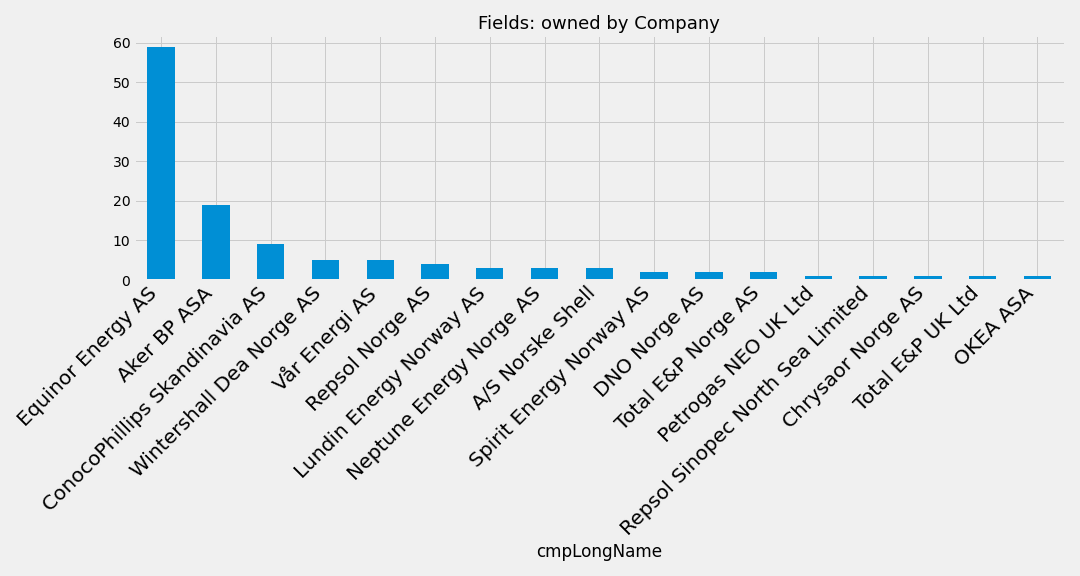 Fields: owned by Company
60
50
40
30
20
10
0
Equinor Energy AS
Aker BP ASA
ConocoPhillips Skandinavia AS
Wintershall Dea Norge AS
Vår Energi AS
Repsol Norge AS
Lundin Energy Norway AS
Neptune Energy Norge AS
A/S Norske Shell
Spirit Energy Norway AS
DNO Norge AS
Total E&P Norge AS
Petrogas NEO UK Ltd
Repsol Sinopec North Sea Limited
Chrysaor Norge AS
Total E&P UK Ltd
OKEA ASA
cmpLongName